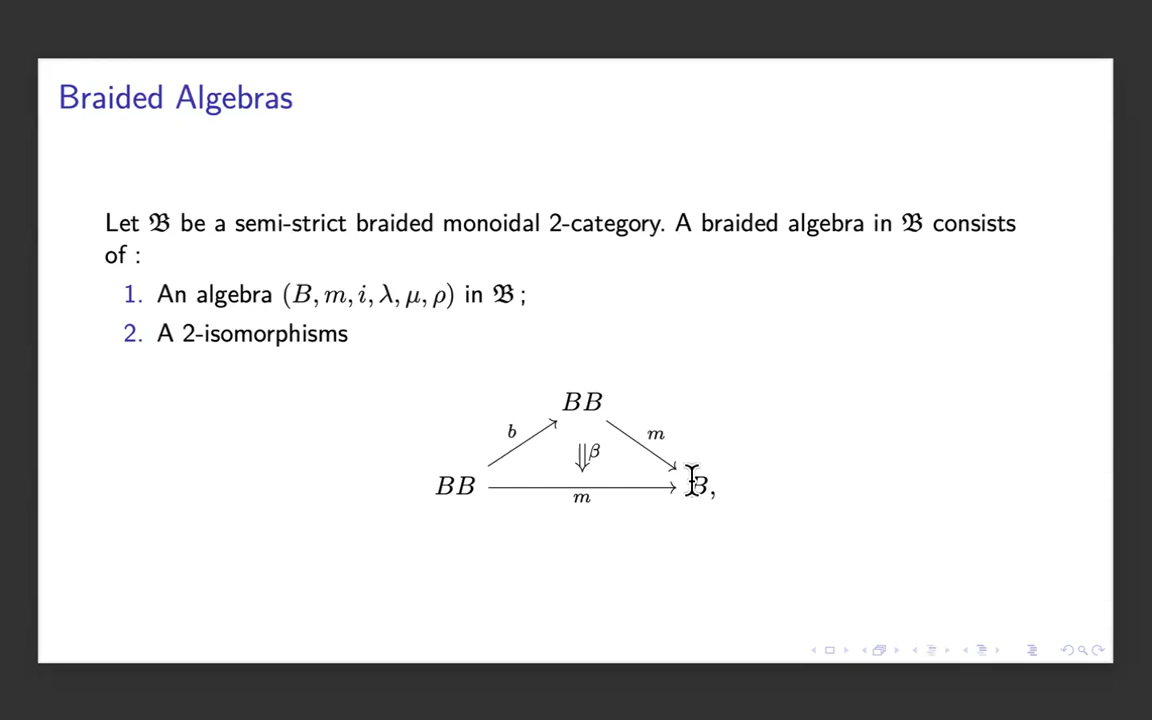 Braided Algebras
Let 𝔅 be a semi-strict braided monoidal 2-category. A braided algebra in 𝔅 consists
of :
1. An algebra (B, m, i, λ, μ, ρ) in 𝔅 ;
2. A 2-isomorphisms
BB
b
m
⇓β
BB
B,
m